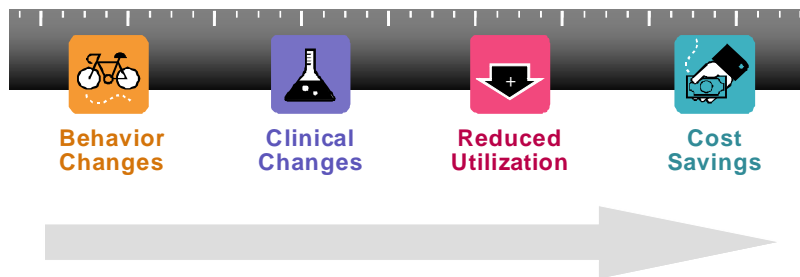 Behavior
Changes
Clinical
Changes
Reduced
Utilization
Cost
Savings